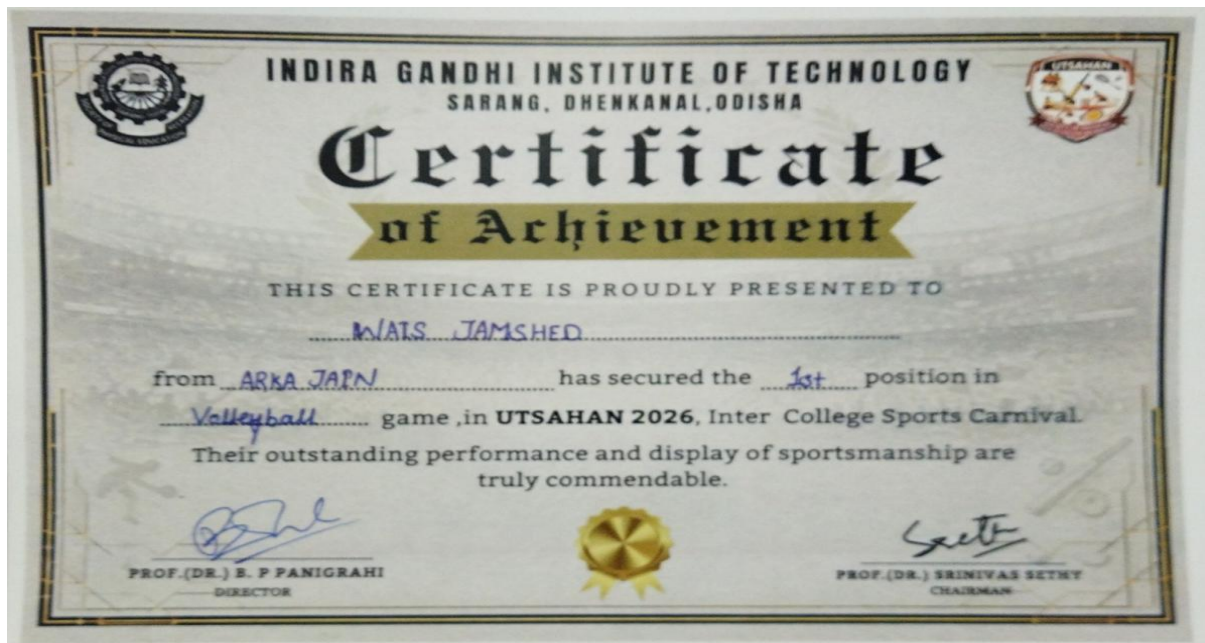 INDIRA GANDHI INSTITUTE OF TECHNOLOGY
SARANG, DHENKANAL,ODISHA
UTSAHAN
Certificate
of Achievement
THIS CERTIFICATE IS PROUDLY PRESENTED TO
WAIS JAMSHED
from ARKA JAIN has secured the 1st position in
Volleyball game ,in UTSAHAN 2026, Inter College Sports Carnival.
Their outstanding performance and display of sportsmanship are
truly commendable.
PROF.(DR.) B. P PANIGRAHI
DIRECTOR
PROF.(DR.) SRINIVAS SETHY
CHAIRMAN